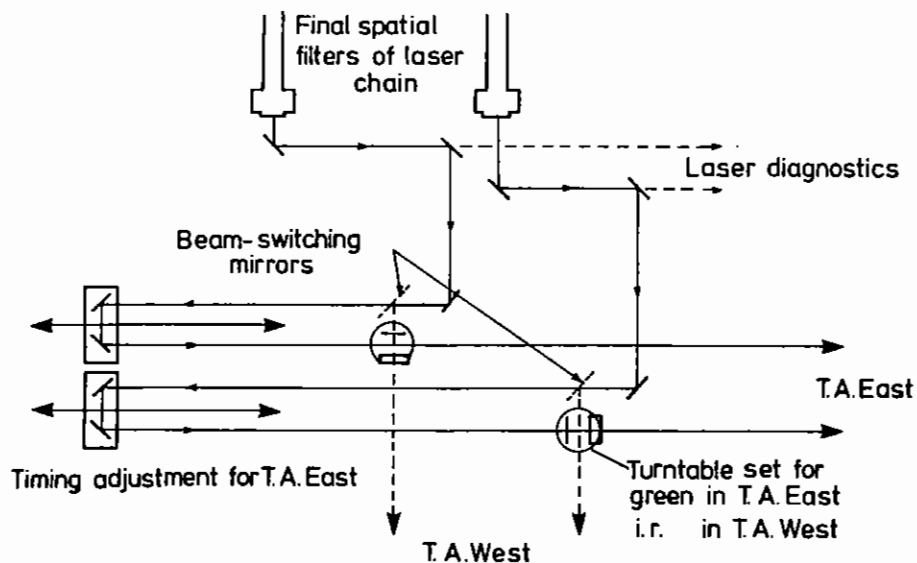 Final spatial
filters of laser
chain
Laser diagnostics
Beam-switching
mirrors
T.A.East
Timing adjustment for T.A.East
Turntable set for
green in T.A.East
i.r. in T.A.West
T.A.West